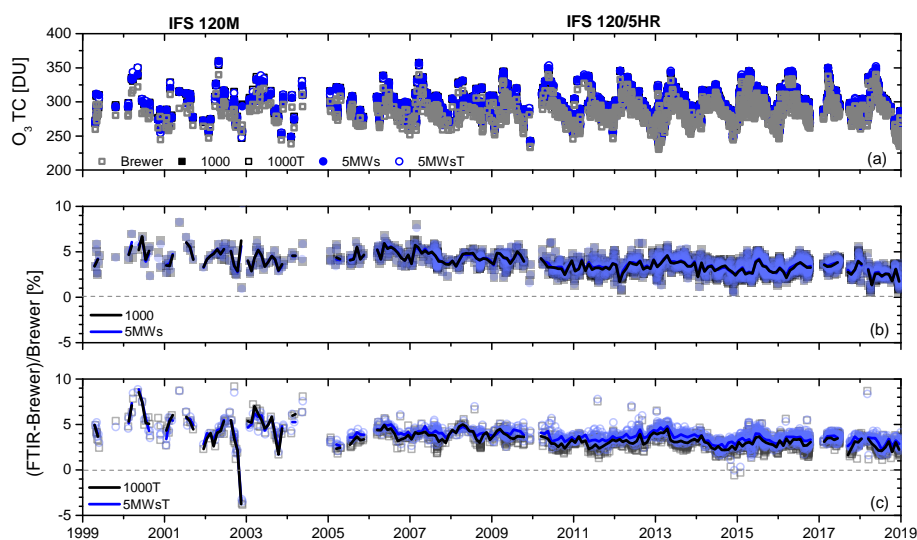 IFS 120M IFS 120/5HR
400
350
300
250
200
O₃ TC [DU]
Brewer 1000 1000T 5MWs 5MWsT
(a)
10
5
0
-5
1000
5MWs
(b)
(FTIR-Brewer)/Brewer [%]
10
5
0
-5
1000T
5MWsT
(c)
1999 2001 2003 2005 2007 2009 2011 2013 2015 2017 2019